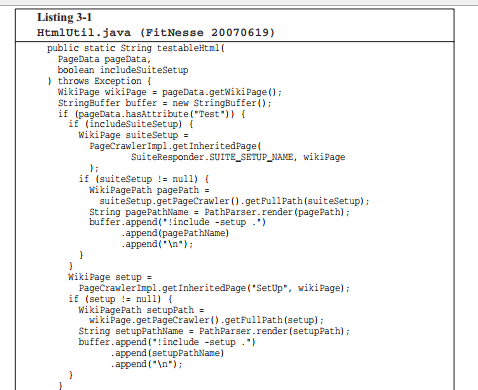 Listing 3-1
HtmlUtil.java (FitNesse 20070619)
public static String testableHtml(
PageData pageData,
boolean includeSuiteSetup
) throws Exception {
WikiPage wikiPage = pageData.getWikiPage();
StringBuffer buffer = new StringBuffer();
if (pageData.hasAttribute("Test")) {
if (includeSuiteSetup) {
WikiPage suiteSetup =
PageCrawlerImpl.getInheritedPage(
SuiteResponder.SUITE_SETUP_NAME, wikiPage
);
if (suiteSetup != null) {
WikiPagePath pagePath =
suiteSetup.getPageCrawler().getFullPath(suiteSetup);
String pagePathName = PathParser.render(pagePath);
buffer.append("!include -setup .")
.append(pagePathName)
.append("\n");
}
}
WikiPage setup =
PageCrawlerImpl.getInheritedPage("SetUp", wikiPage);
if (setup != null) {
WikiPagePath setupPath =
wikiPage.getPageCrawler().getFullPath(setup);
String setupPathName = PathParser.render(setupPath);
buffer.append("!include -setup .")
.append(setupPathName)
.append("\n");
}
}